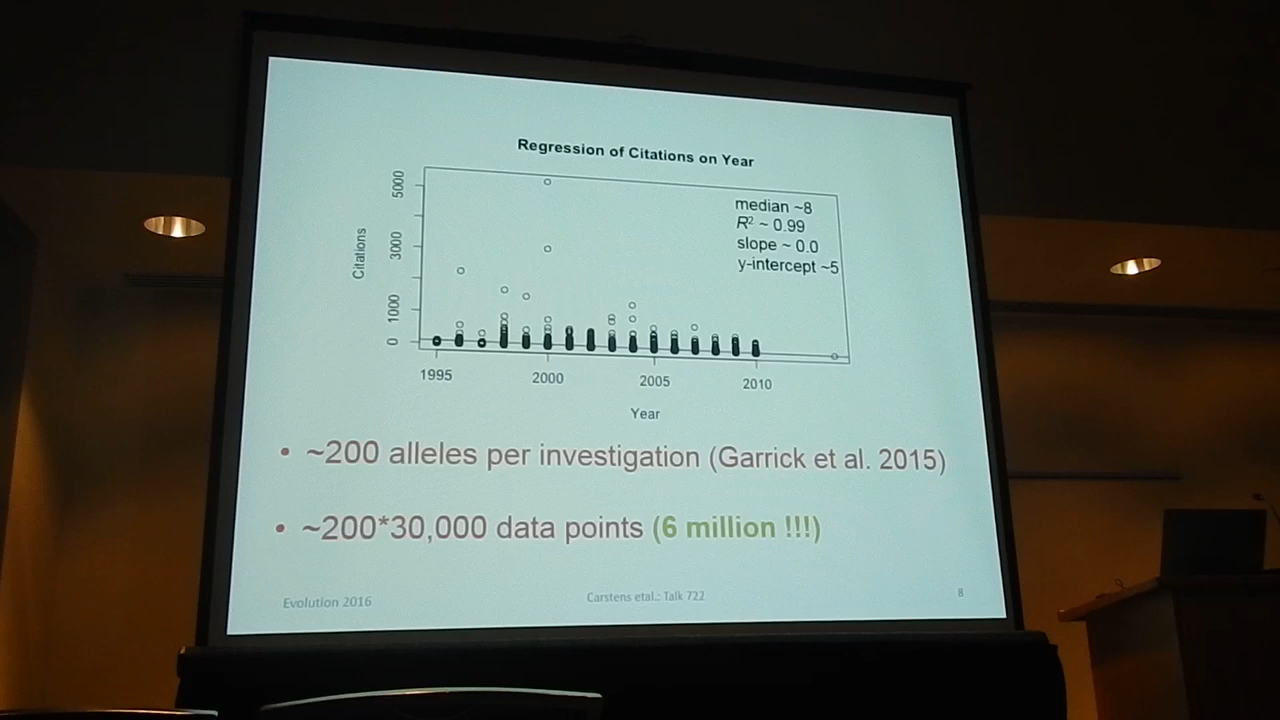 Regression of Citations on Year
5000
3000
1000
0
Citations
median ~8
R² ~ 0.99
slope ~ 0.0
y-intercept ~5
1995 2000 2005 2010
Year
• ~200 alleles per investigation (Garrick et al. 2015)
• ~200*30,000 data points (6 million !!!)
Evolution 2016 Carstens etal.: Talk 722 8